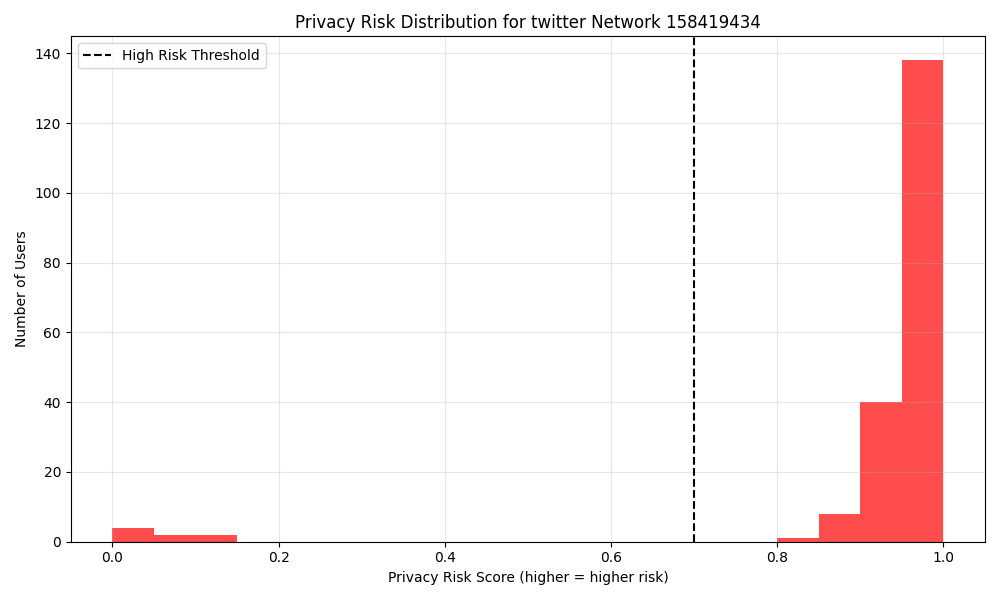 Privacy Risk Distribution for twitter Network 158419434
High Risk Threshold
140
120
100
80
60
40
20
0
Number of Users
0.0 0.2 0.4 0.6 0.8 1.0
Privacy Risk Score (higher = higher risk)